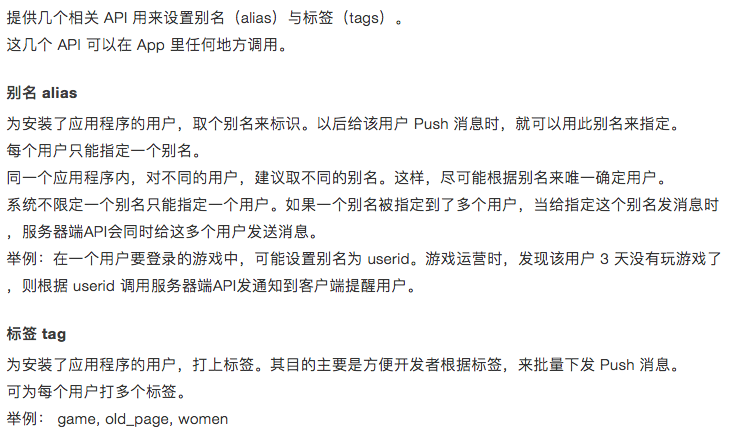 提供几个相关 API 用来设置别名（alias）与标签（tags）。
这几个 API 可以在 App 里任何地方调用。
别名 alias
为安装了应用程序的用户，取个别名来标识。以后给该用户 Push 消息时，就可以用此别名来指定。
每个用户只能指定一个别名。
同一个应用程序内，对不同的用户，建议取不同的别名。这样，尽可能根据别名来唯一确定用户。
系统不限定一个别名只能指定一个用户。如果一个别名被指定到了多个用户，当给指定这个别名发消息时
，服务器端API会同时给这多个用户发送消息。
举例：在一个用户要登录的游戏中，可能设置别名为 userid。游戏运营时，发现该用户 3 天没有玩游戏了
，则根据 userid 调用服务器端API发通知到客户端提醒用户。
标签 tag
为安装了应用程序的用户，打上标签。其目的主要是方便开发者根据标签，来批量下发 Push 消息。
可为每个用户打多个标签。
举例： game, old_page, women